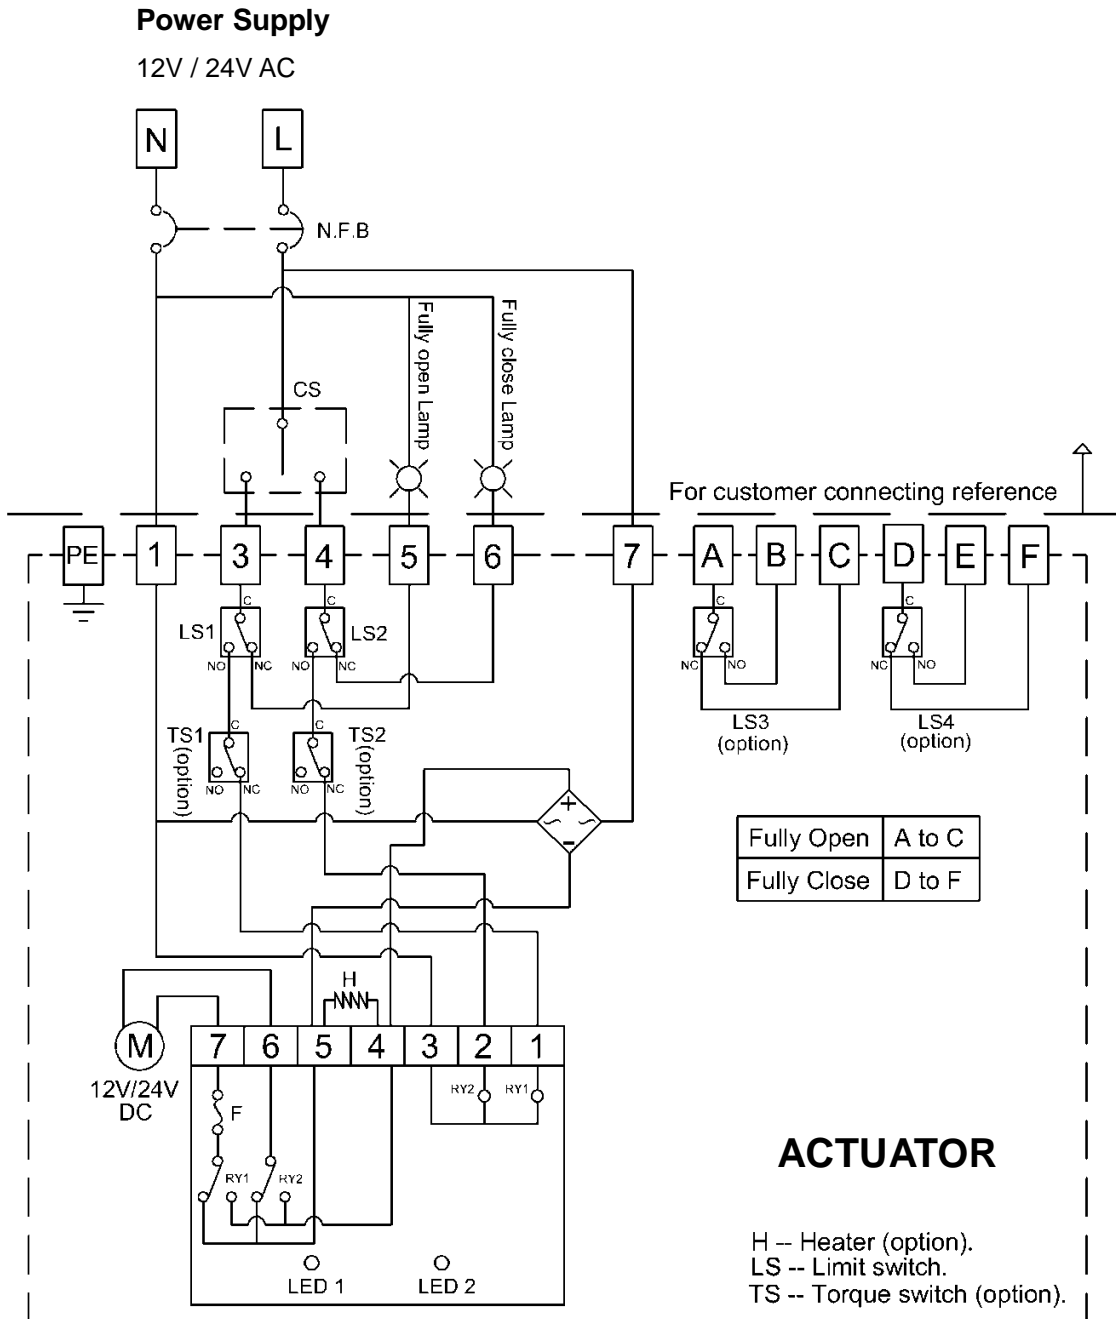 Power Supply
12V / 24V AC
N L
N.F.B
Fully open Lamp
Fully close Lamp
CS
For customer connecting reference
PE 1 3 4 5 6 7 A B C D E F
C C C C
LS1 LS2
NO NC NO NC NC NO NC NO
LS3
(option)
LS4
(option)
TS1
(option)
C C
TS2
(option)
NO NC NO NC
+
-
Fully Open A to C
Fully Close D to F
H
M
12V/24V
DC
7 6 5 4 3 2 1
RY2 RY1
F
RY1 RY2
LED 1 LED 2
ACTUATOR
H -- Heater (option).
LS -- Limit switch.
TS -- Torque switch (option).